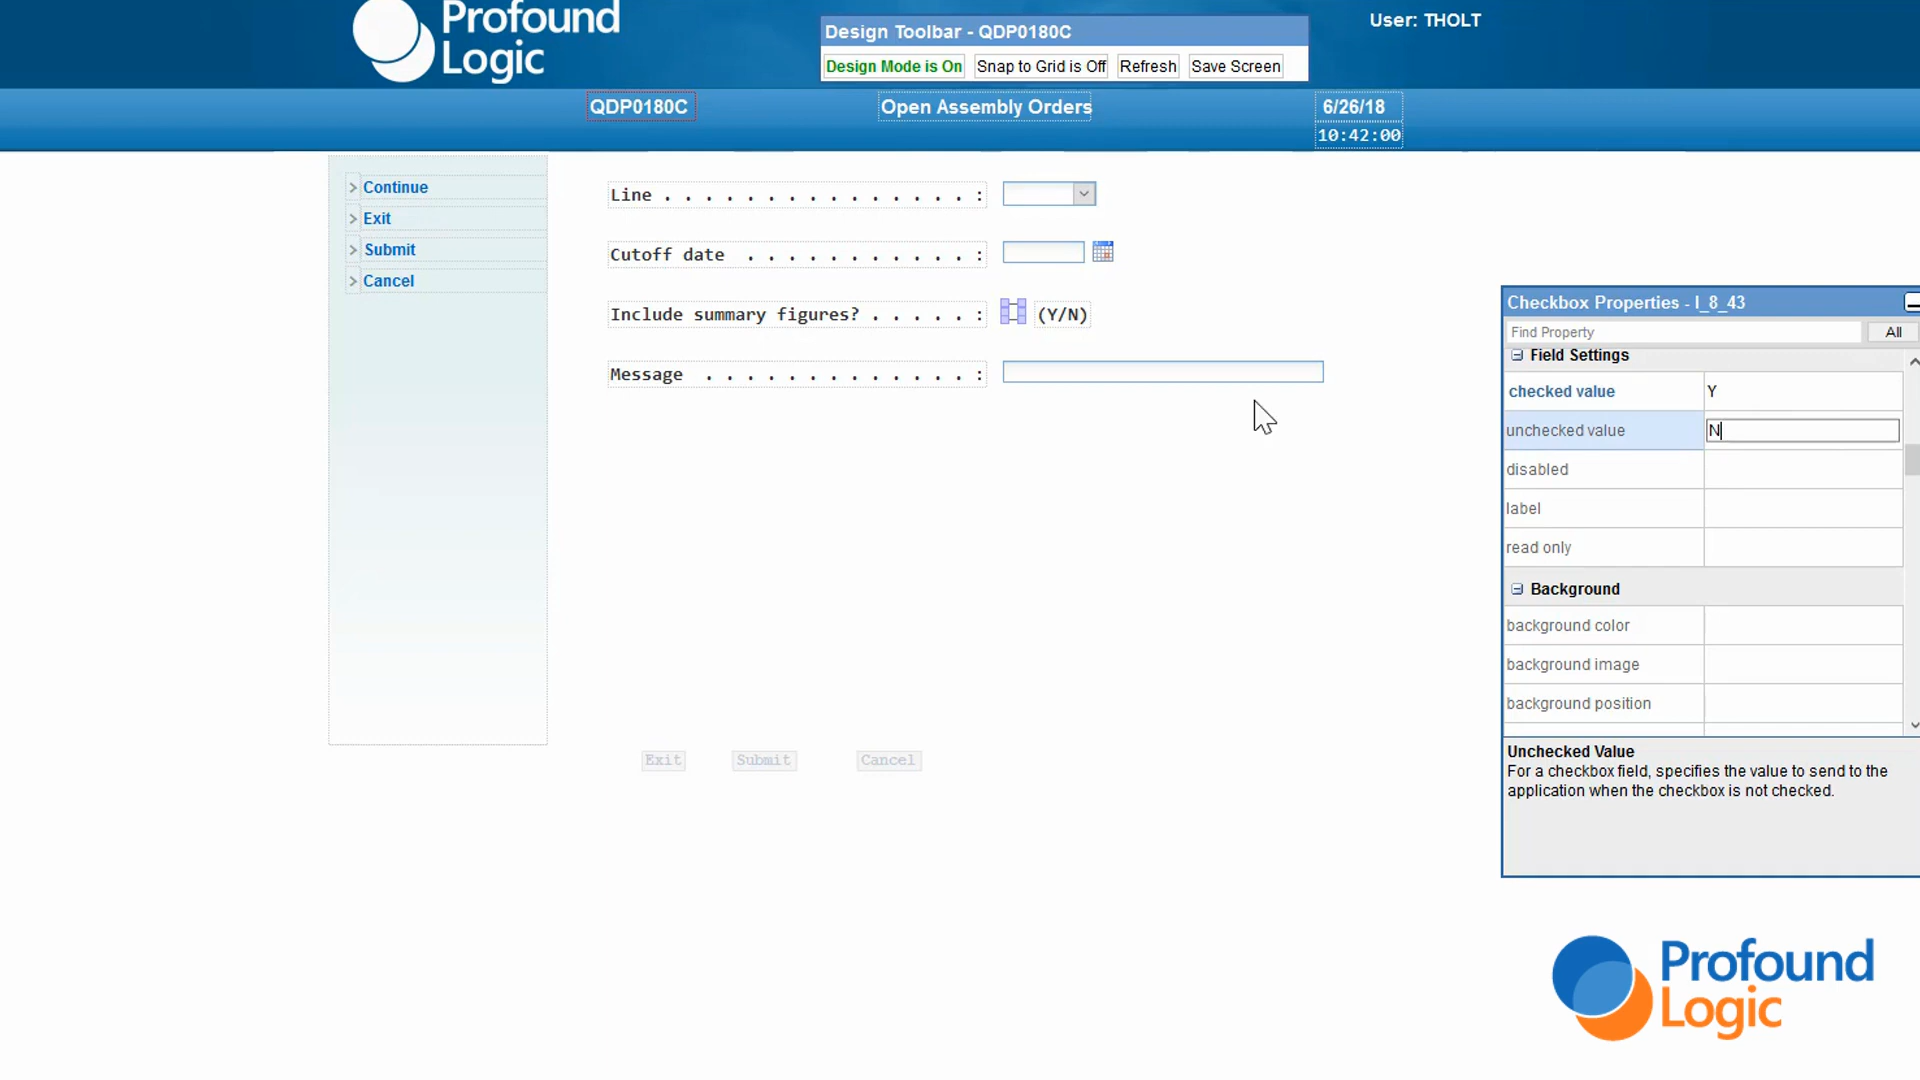 Profound
Logic
Design Toolbar - QDP0180C
Design Mode is On
Snap to Grid is Off
Refresh
Save Screen
User: THOLT
QDP0180C
Open Assembly Orders
6/26/18
10:42:00
> Continue
> Exit
> Submit
> Cancel
Line . . . . . . . . . . . . . . . :
Cutoff date . . . . . . . . . . . :
Include summary figures? . . . . . : (Y/N)
Message . . . . . . . . . . . . . :
Exit
Submit
Cancel
Checkbox Properties - I_8_43
Find Property
All
Field Settings
checked value Y
unchecked value N
disabled
label
read only
Background
background color
background image
background position
Unchecked Value
For a checkbox field, specifies the value to send to the
application when the checkbox is not checked.
Profound
Logic